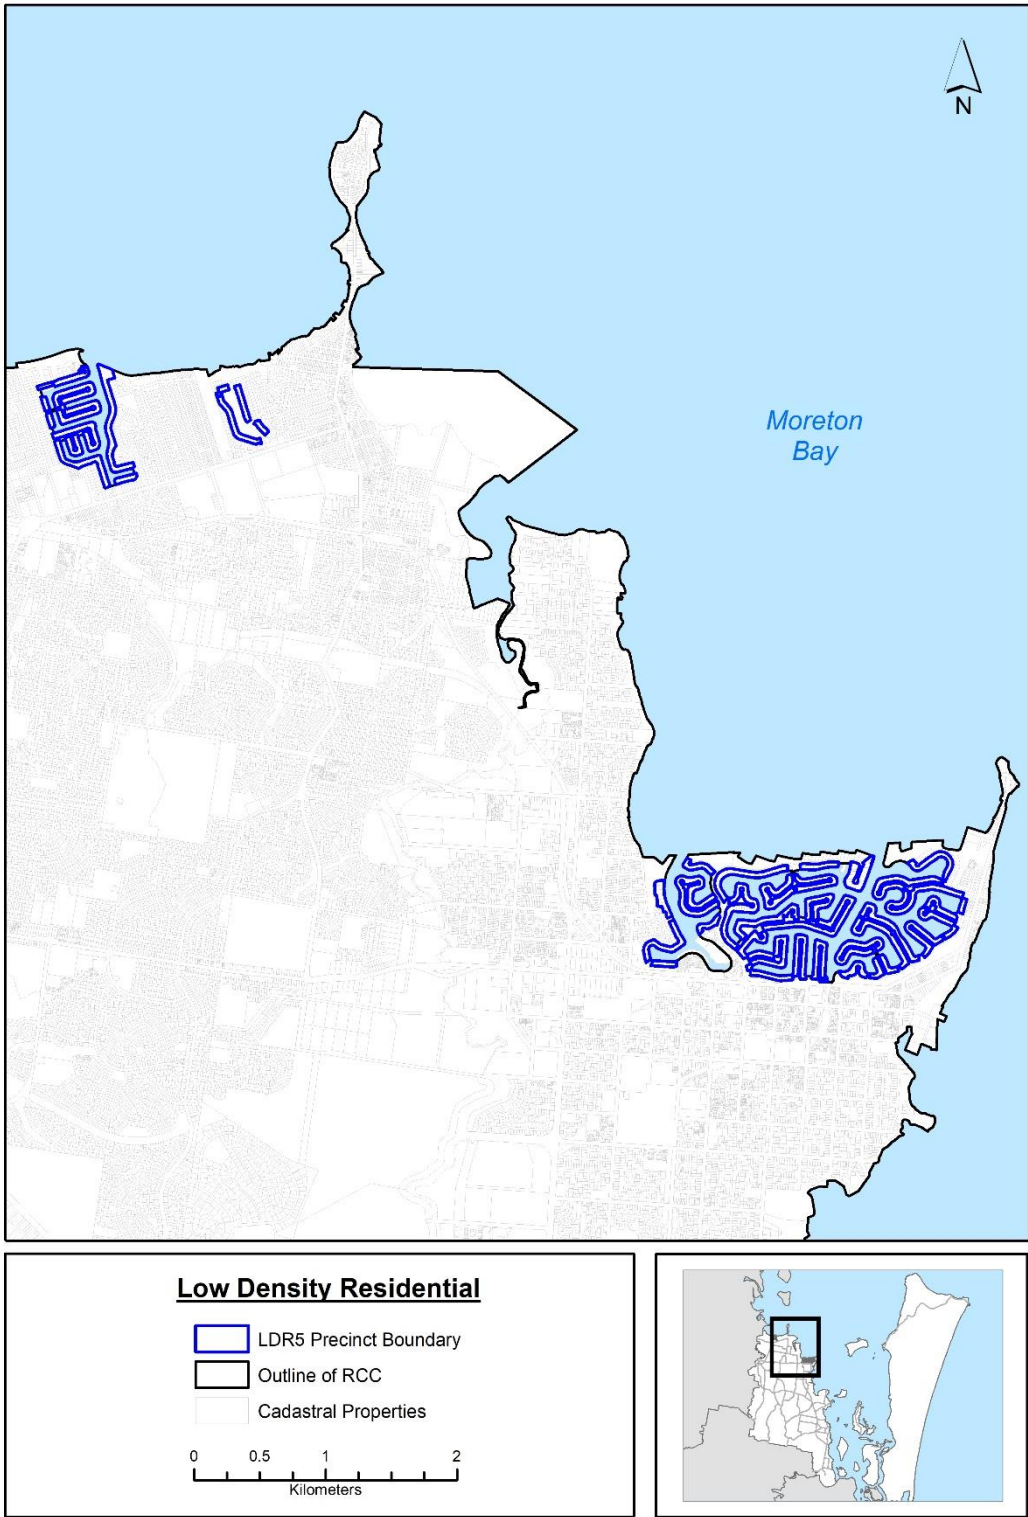 N
Moreton
Bay
Low Density Residential
LDR5 Precinct Boundary
Outline of RCC
Cadastral Properties
0 0.5 1 2
Kilometers